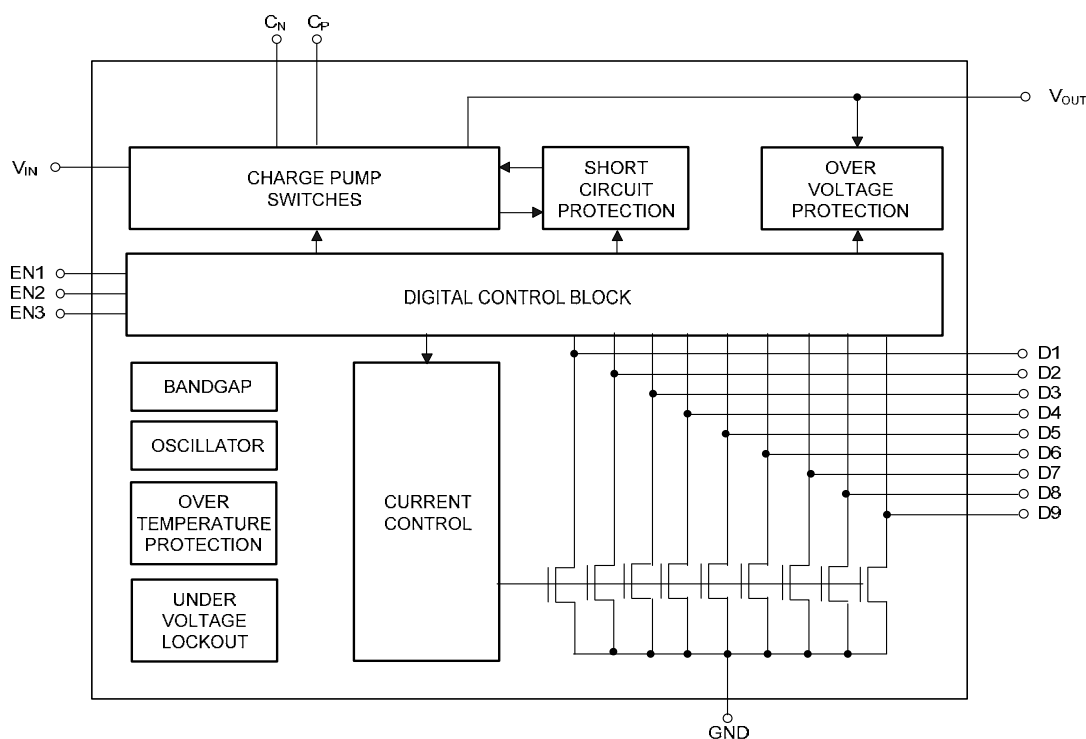 CN CP
VOUT
VIN
CHARGE PUMP
SWITCHES
SHORT
CIRCUIT
PROTECTION
OVER
VOLTAGE
PROTECTION
EN1
EN2
EN3
DIGITAL CONTROL BLOCK
D1
D2
D3
D4
D5
D6
D7
D8
D9
BANDGAP
OSCILLATOR
OVER
TEMPERATURE
PROTECTION
UNDER
VOLTAGE
LOCKOUT
CURRENT
CONTROL
GND